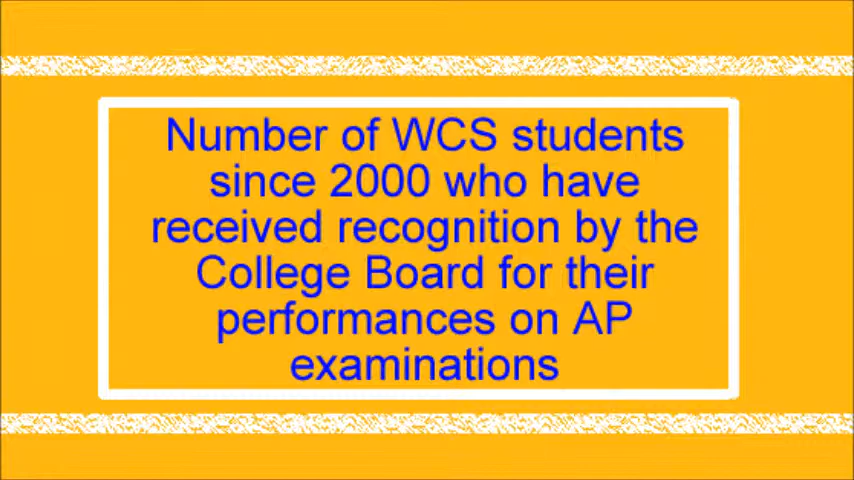 Number of WCS students
since 2000 who have
received recognition by the
College Board for their
performances on AP
examinations